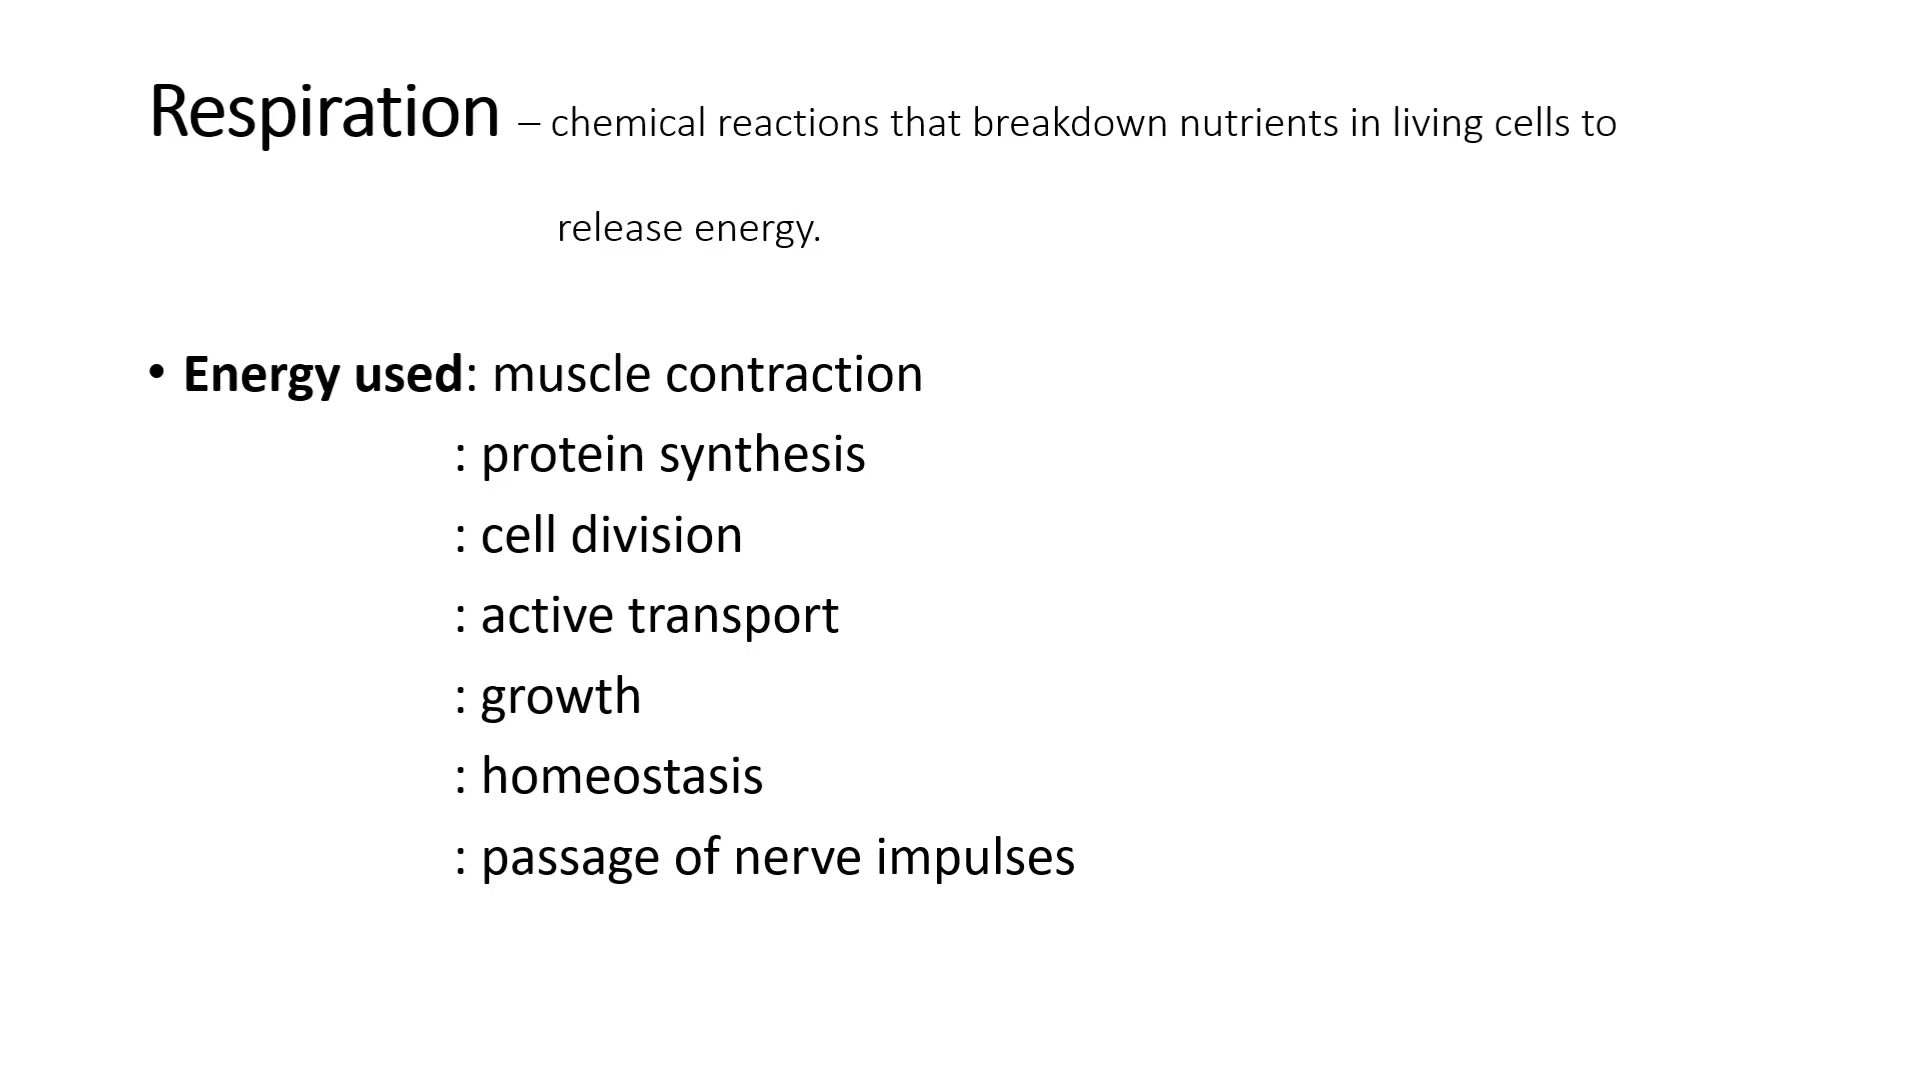 Respiration – chemical reactions that breakdown nutrients in living cells to
release energy.
• Energy used: muscle contraction
: protein synthesis
: cell division
: active transport
: growth
: homeostasis
: passage of nerve impulses